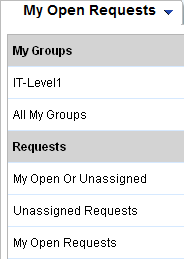 My Open Requests
My Groups
IT-Level1
All My Groups
Requests
My Open Or Unassigned
Unassigned Requests
My Open Requests